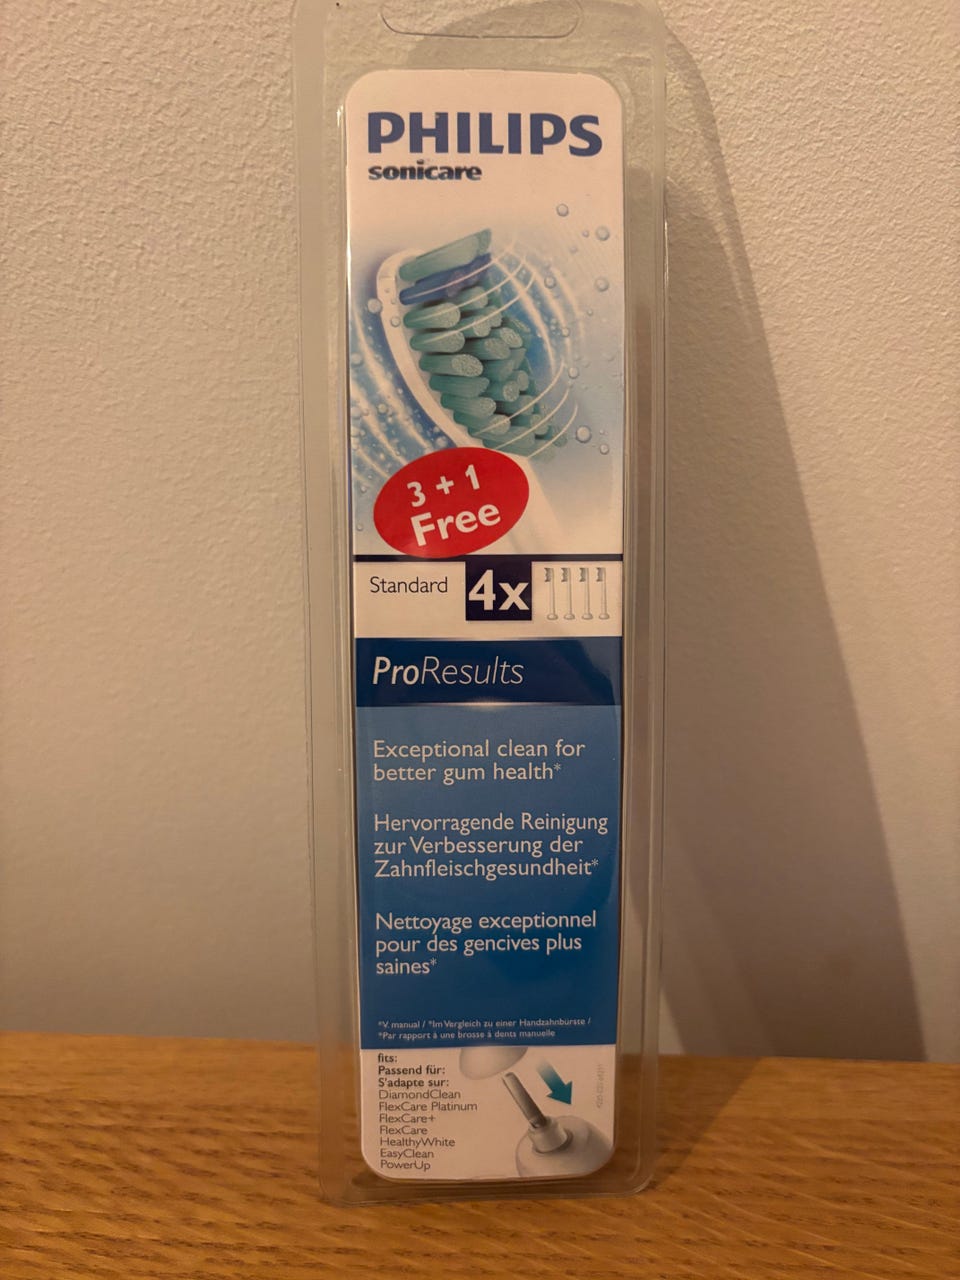 PHILIPS
sonicare
3 + 1
Free
Standard
4x
ProResults
Exceptional clean for
better gum health*
Hervorragende Reinigung
zur Verbesserung der
Zahnfleischgesundheit*
Nettoyage exceptionnel
pour des gencives plus
saines*
*V. manual / *Im Vergleich zu einer Handzahnbürste /
*Par rapport à une brosse à dents manuelle
fits:
Passend für:
S'adapte sur:
DiamondClean
FlexCare Platinum
FlexCare+
FlexCare
HealthyWhite
EasyClean
PowerUp